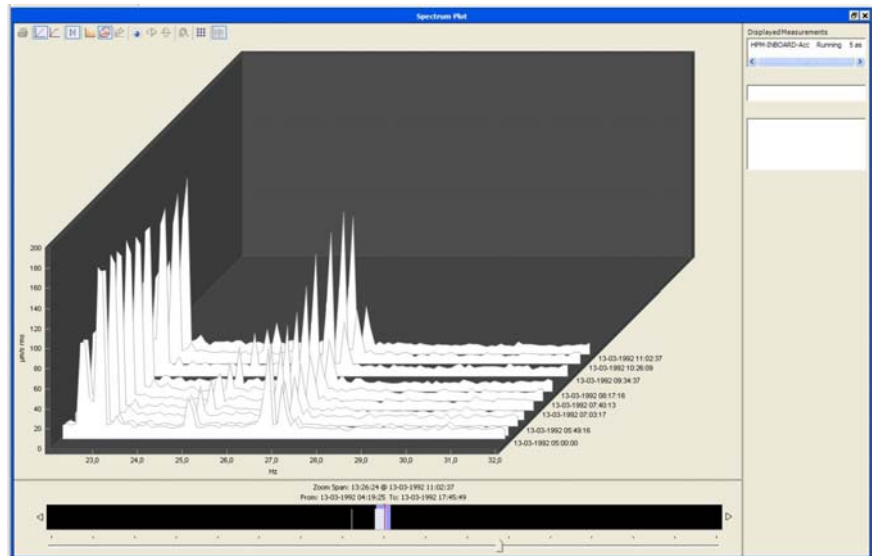 Spectrum Plot
Displayed Measurements
HPM-INBOARD-Acc Running 5 as
200
180
160
140
120
100
80
60
40
20
0
µm/s rms
13-03-1992 11:02:37
13-03-1992 10:26:09
13-03-1992 09:34:37
13-03-1992 08:17:16
13-03-1992 07:40:13
13-03-1992 07:03:17
13-03-1992 05:49:16
13-03-1992 05:00:00
23,0 24,0 25,0 26,0 27,0 28,0 29,0 30,0 31,0 32,0
Hz
Zoom Span: 13:26:24 @ 13-03-1992 11:02:37
From: 13-03-1992 04:19:25 To: 13-03-1992 17:45:49